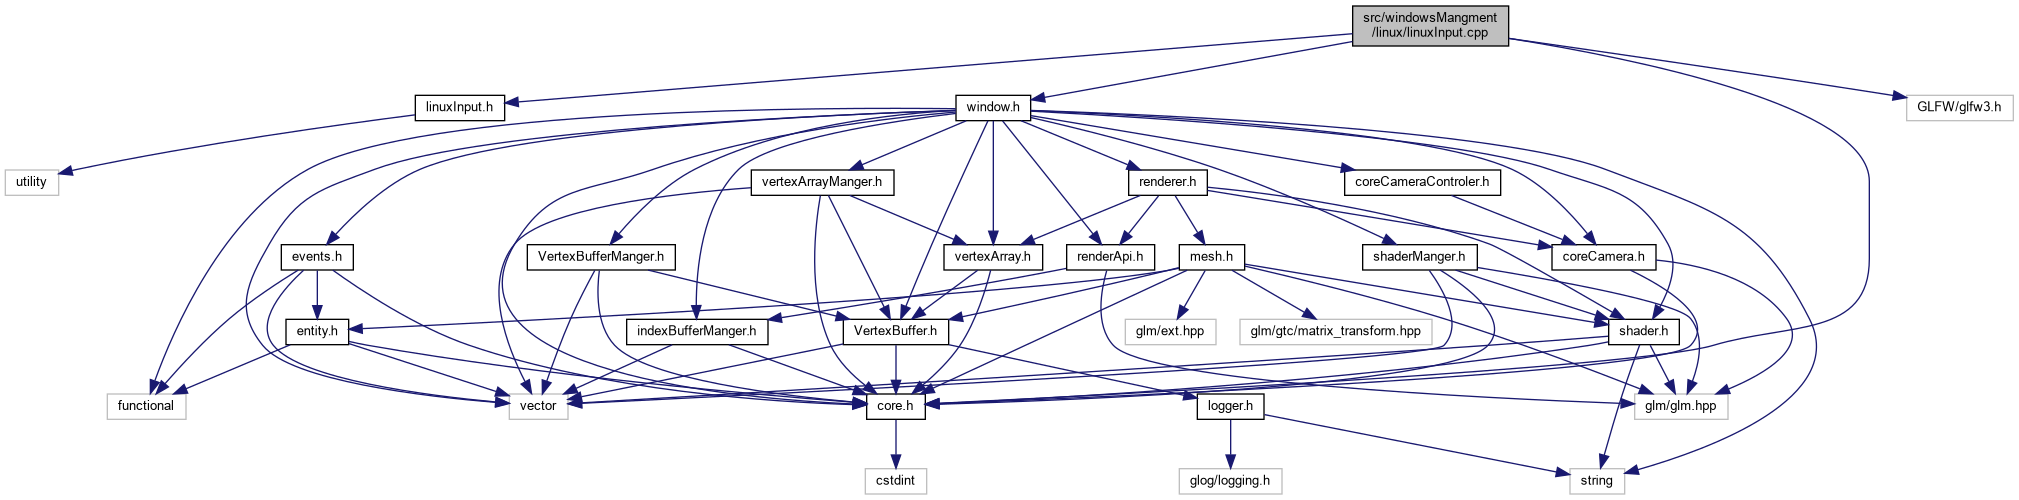 src/windowsMangment
/linux/linuxInput.cpp
linuxInput.h
window.h
GLFW/glfw3.h
utility
vertexArrayManger.h
renderer.h
coreCameraControler.h
events.h
VertexBufferManger.h
vertexArray.h
renderApi.h
mesh.h
shaderManger.h
coreCamera.h
entity.h
indexBufferManger.h
VertexBuffer.h
glm/ext.hpp
glm/gtc/matrix_transform.hpp
shader.h
functional
vector
core.h
logger.h
glm/glm.hpp
cstdint
glog/logging.h
string